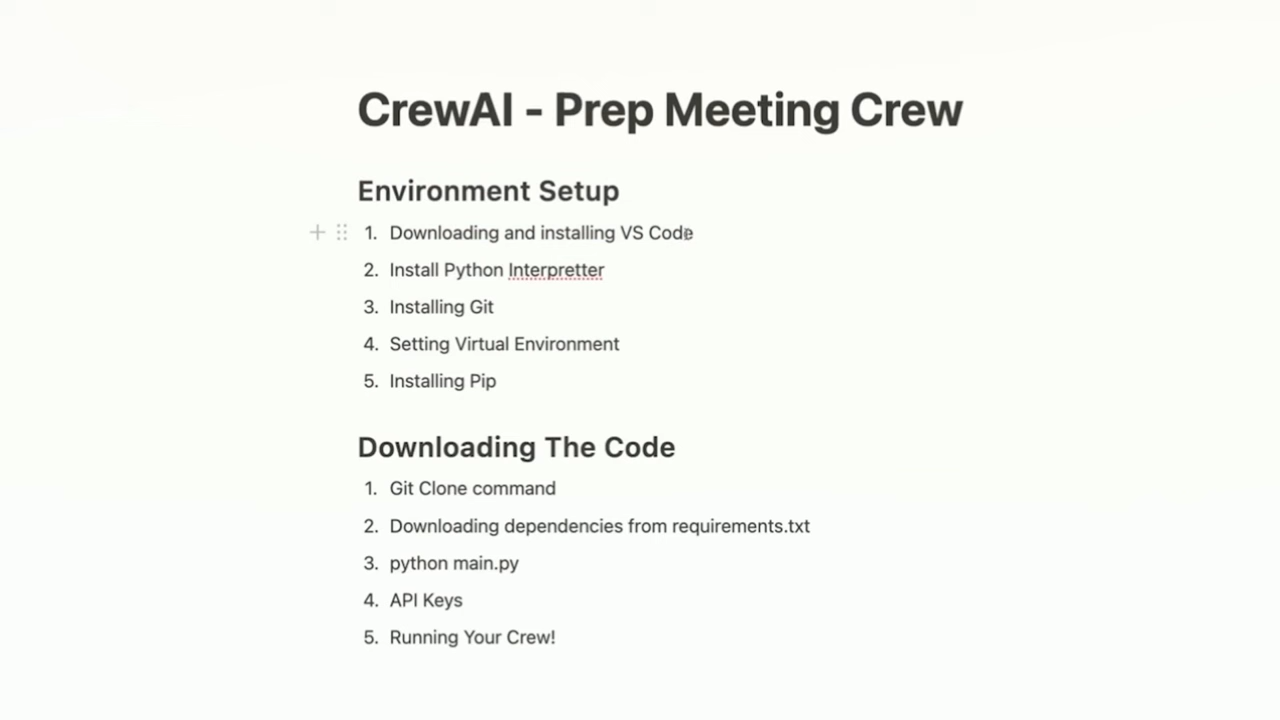 CrewAI - Prep Meeting Crew
Environment Setup
1. Downloading and installing VS Code
2. Install Python Interpretter
3. Installing Git
4. Setting Virtual Environment
5. Installing Pip
Downloading The Code
1. Git Clone command
2. Downloading dependencies from requirements.txt
3. python main.py
4. API Keys
5. Running Your Crew!